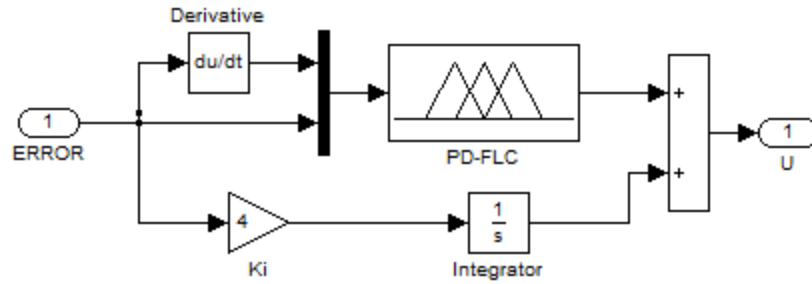 Derivative
du/dt
1
ERROR
PD-FLC
+
+
1
U
4
Ki
1
s
Integrator